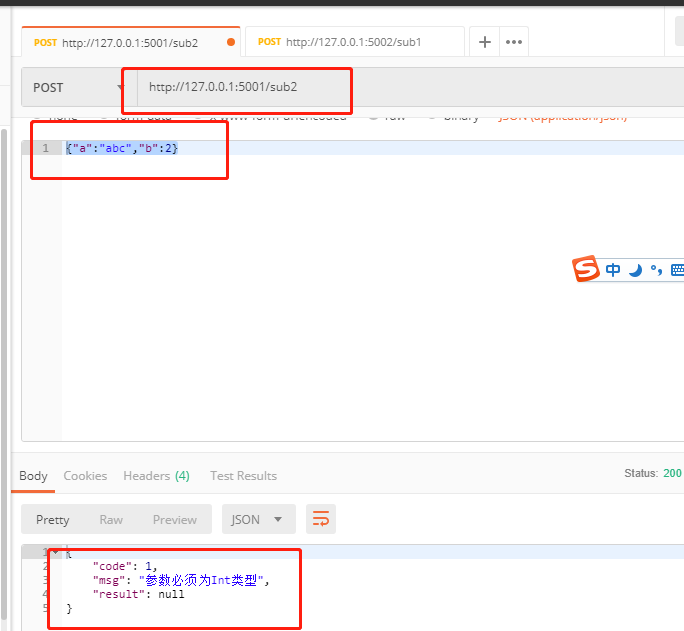 POST http://127.0.0.1:5001/sub2
POST http://127.0.0.1:5002/sub1
POST
http://127.0.0.1:5001/sub2
none form-data x-www-form-urlencoded raw binary JSON (application/json)
1 {"a":"abc","b":2}
S 中
Body Cookies Headers (4) Test Results Status: 200
Pretty Raw Preview JSON
1 {
2 "code": 1,
3 "msg": "参数必须为Int类型",
4 "result": null
5 }